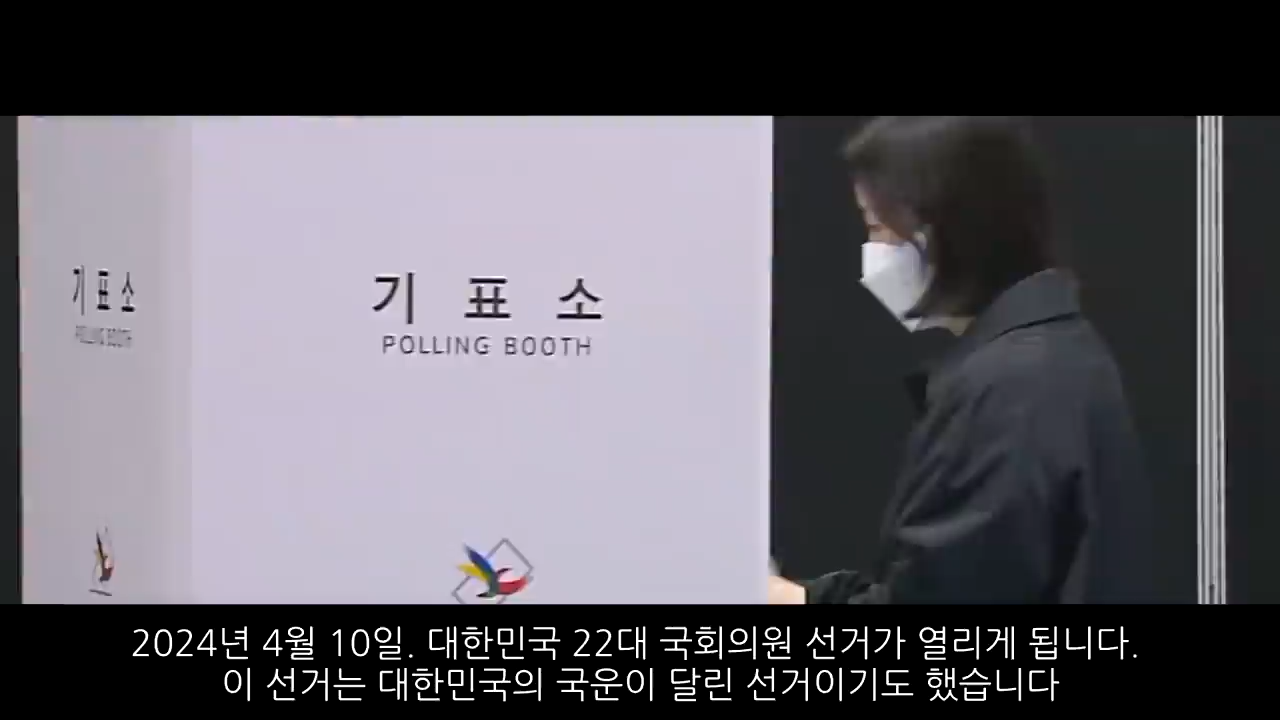 기표소
POLLING BOOTH
기표소
POLLING BOOTH
2024년 4월 10일. 대한민국 22대 국회의원 선거가 열리게 됩니다.
이 선거는 대한민국의 국운이 달린 선거이기도 했습니다